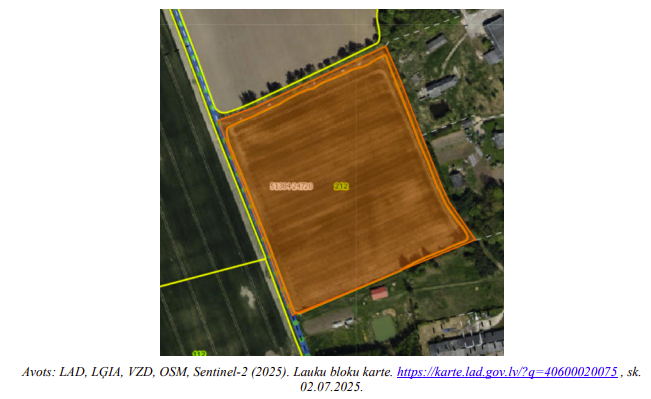 212
Avots: LAD, LĢIA, VZD, OSM, Sentinel-2 (2025). Lauku bloku karte. https://karte.lad.gov.lv/?q=40600020075 , sk.
02.07.2025.